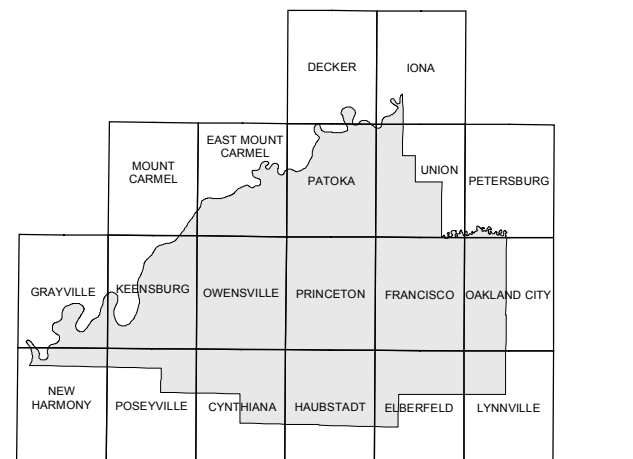 DECKER
IONA
EAST MOUNT
CARMEL
MOUNT
CARMEL
PATOKA
UNION
PETERSBURG
GRAYVILLE
KEENSBURG
OWENSVILLE
PRINCETON
FRANCISCO
OAKLAND CITY
NEW
HARMONY
POSEYVILLE
CYNTHIANA
HAUBSTADT
ELBERFELD
LYNNVILLE